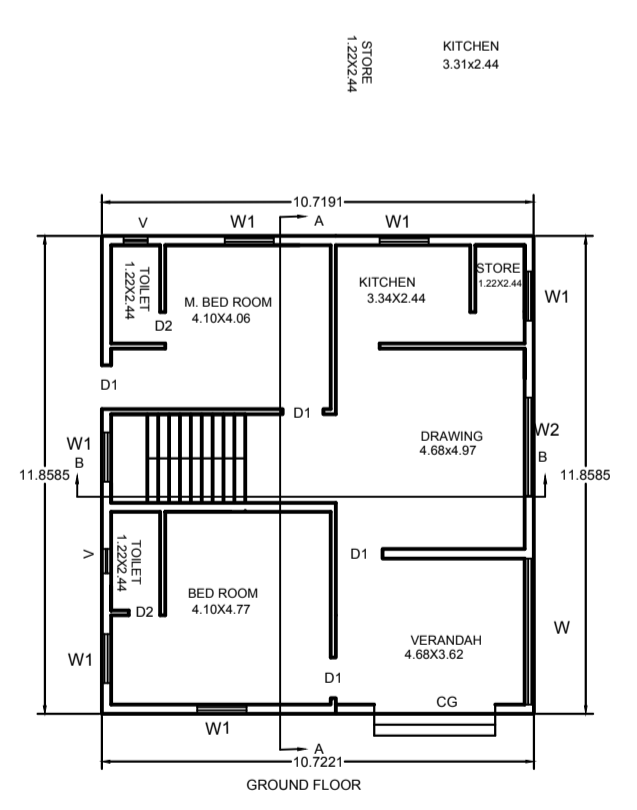 STORE
1.22X2.44
KITCHEN
3.31x2.44
10.7191
V
W1
A
W1
TOILET
1.22X2.44
M. BED ROOM
4.10X4.06
KITCHEN
3.34X2.44
STORE
1.22X2.44
W1
D2
D1
D1
W1
B
DRAWING
4.68x4.97
W2
B
11.8585
11.8585
V
TOILET
1.22X2.44
D1
BED ROOM
4.10X4.77
D2
W
VERANDAH
4.68X3.62
W1
D1
CG
W1
A
10.7221
GROUND FLOOR